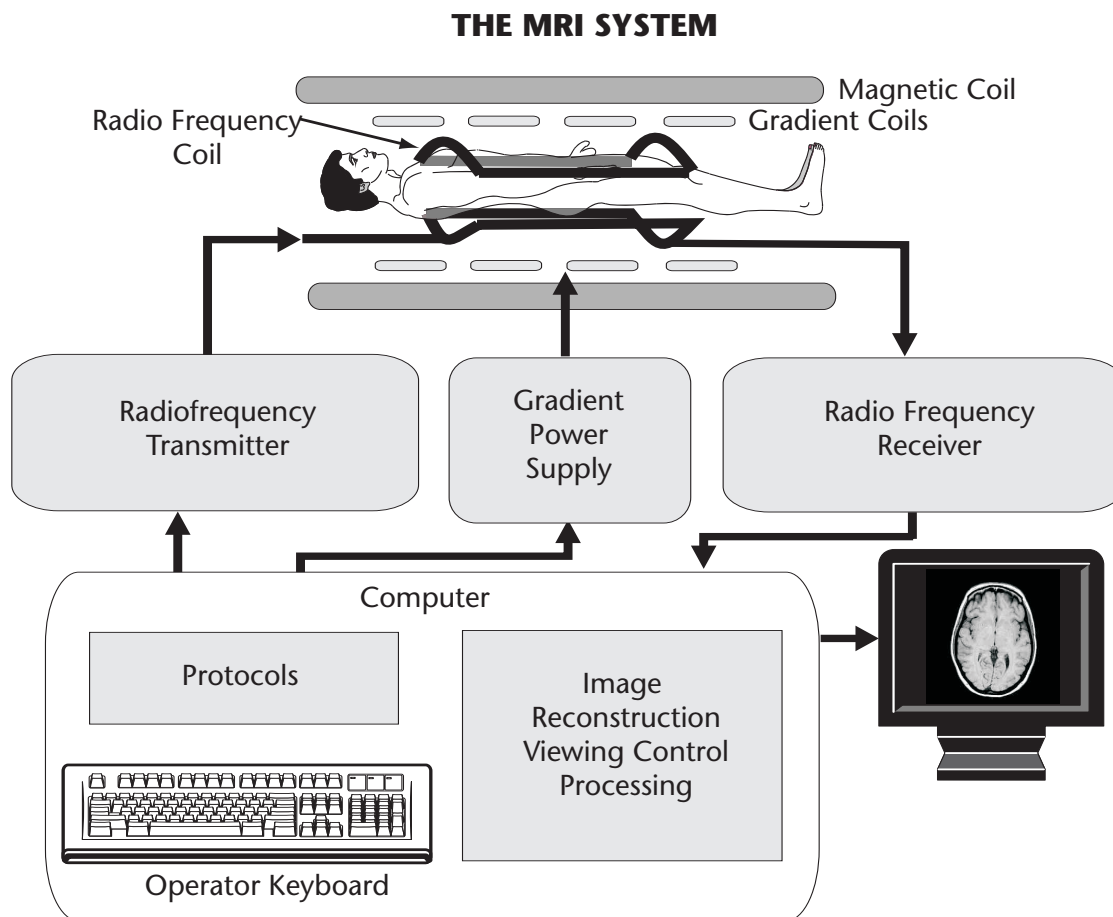 THE MRI SYSTEM
Magnetic Coil
Radio Frequency
Coil
Gradient Coils
Radiofrequency
Transmitter
Gradient
Power
Supply
Radio Frequency
Receiver
Computer
Protocols
Image
Reconstruction
Viewing Control
Processing
Operator Keyboard